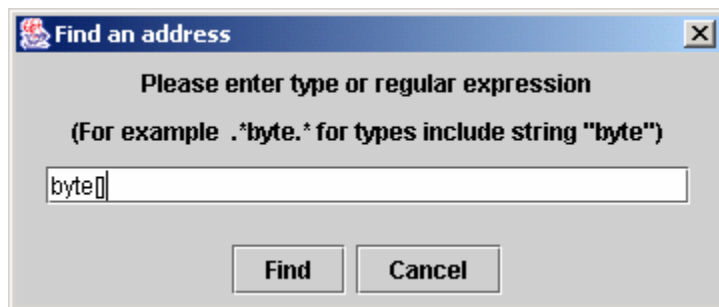 Find an address
Please enter type or regular expression
(For example .*byte.* for types include string "byte")
byte[]
Find Cancel